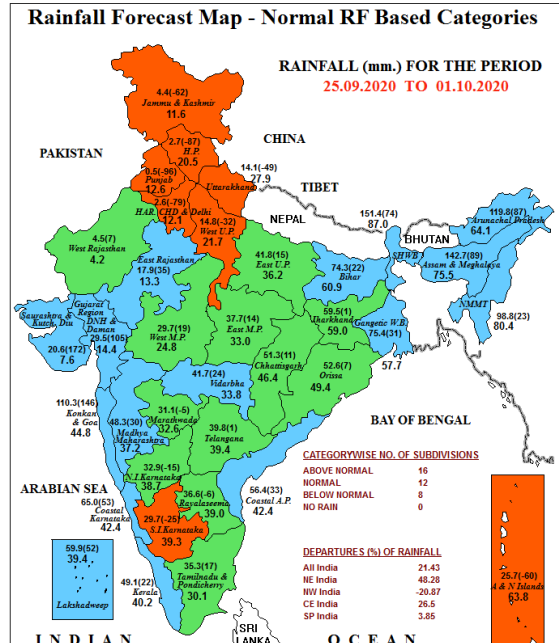 Rainfall Forecast Map - Normal RF Based Categories
RAINFALL (mm.) FOR THE PERIOD
25.09.2020 TO 01.10.2020
4.4(-62)
Jammu & Kashmir
11.6
CHINA
2.7(-87)
H.P.
20.5
PAKISTAN
0.5(-96)
Punjab
12.6
14.1(-49)
27.9
Uttarakhand
TIBET
2.6(-79)
HAR. CHD & Delhi
12.1
14.8(-32)
West U.P.
21.7
NEPAL
151.4(74)
87.0
119.8(87)
Arunachal Pradesh
64.1
BHUTAN
4.5(7)
West Rajasthan
4.2
East Rajasthan
17.9(35)
13.3
41.8(15)
East U.P.
36.2
74.3(22)
Bihar
60.9
SHWB
142.7(89)
Assam & Meghalaya
75.5
NMMT
98.8(23)
80.4
Saurashtra &
Kutch, Diu
20.6(172)
7.6
Gujarat
Region
DNH &
Daman
29.5(105)
14.4
29.7(19)
West M.P.
24.8
37.7(14)
East M.P.
33.0
59.5(1)
Jharkhand
59.0
Gangetic W.B.
75.4(31)
57.7
51.3(11)
Chhattisgarh
46.4
52.6(7)
Orissa
49.4
41.7(24)
Vidarbha
33.8
110.3(146)
Konkan
& Goa
44.8
48.3(30)
Madhya
Maharashtra
37.2
31.1(-5)
Marathwada
32.6
39.8(1)
Telangana
39.4
BAY OF BENGAL
32.9(-15)
N.I.Karnataka
38.7
ARABIAN SEA
65.0(53)
Coastal
Karnataka
42.4
36.6(-6)
Rayalaseema
39.0
56.4(33)
Coastal A.P.
42.4
29.7(-25)
S.I.Karnataka
39.3
CATEGORYWISE NO. OF SUBDIVISIONS
ABOVE NORMAL 16
NORMAL 12
BELOW NORMAL 8
NO RAIN 0
59.9(52)
39.4
Lakshadweep
49.1(22)
Kerala
40.2
35.3(17)
Tamilnadu &
Pondicherry
30.1
DEPARTURES (%) OF RAINFALL
All India 21.43
NE India 48.28
NW India -20.87
CE India 26.5
SP India 3.85
25.7(-60)
A & N Islands
63.8
SRI
LANKA
INDIAN OCEAN